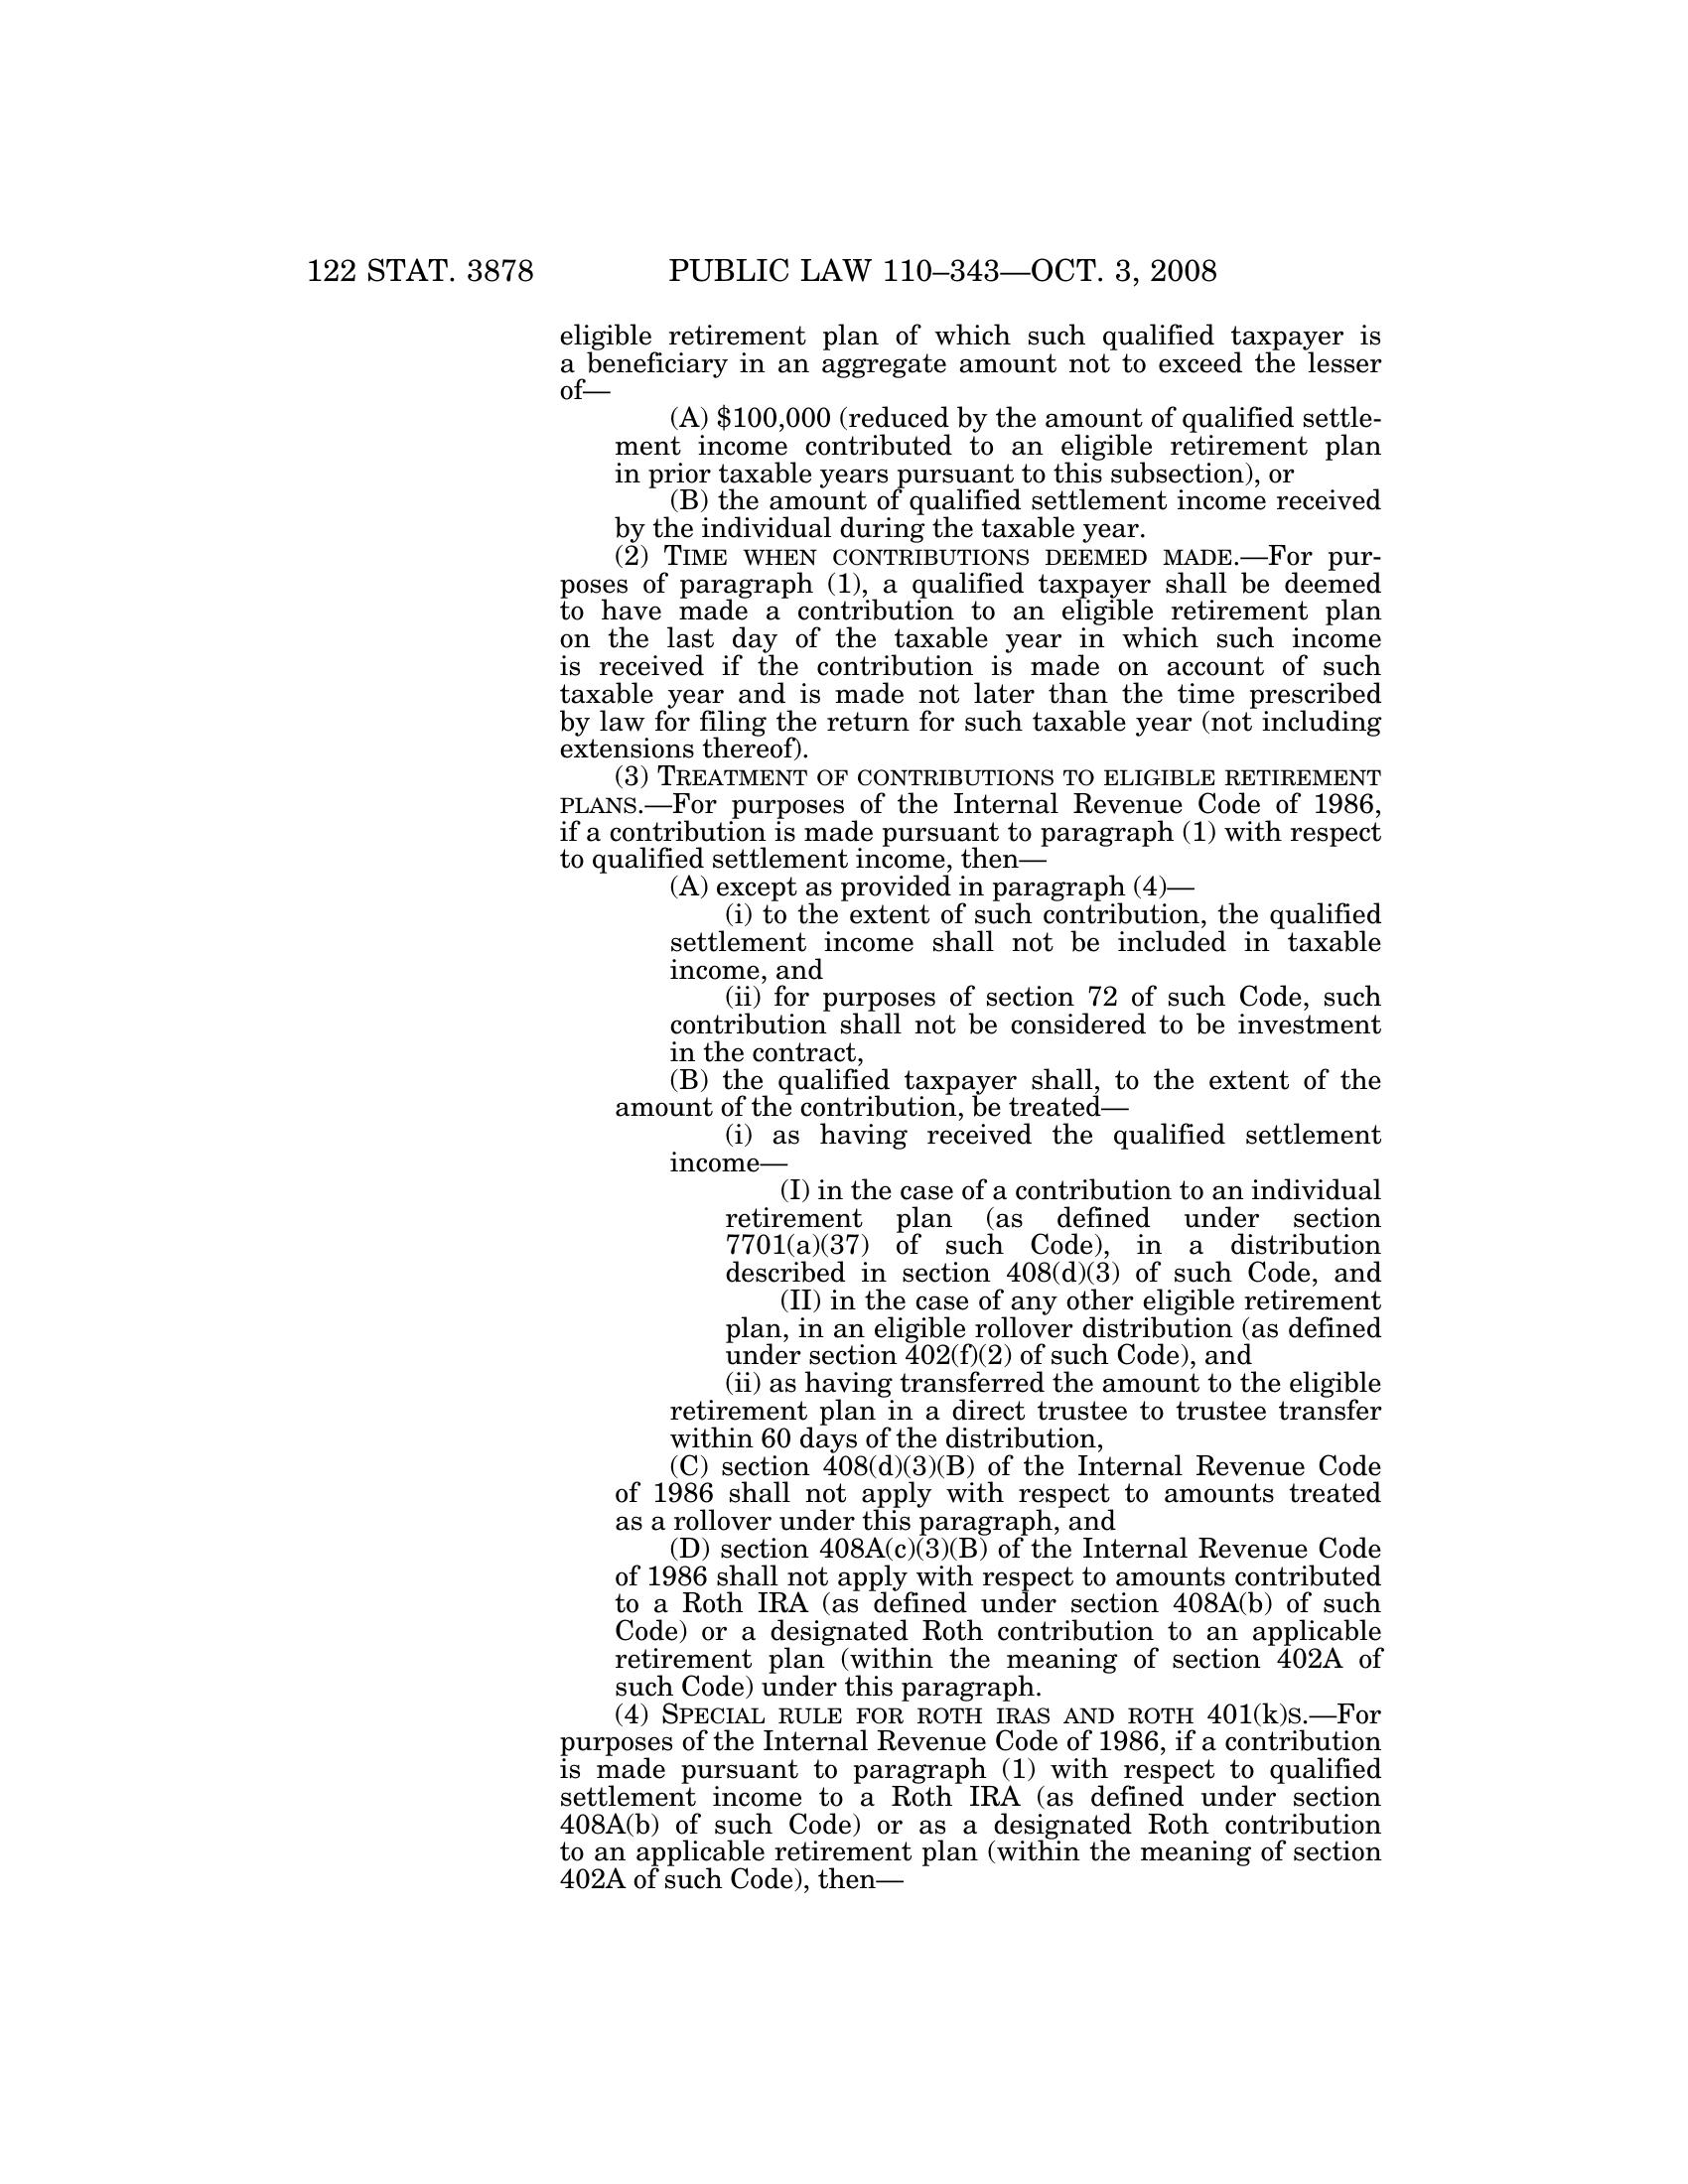 122 STAT. 3878 PUBLIC LAW 110–343—OCT. 3, 2008
eligible retirement plan of which such qualified taxpayer is
a beneficiary in an aggregate amount not to exceed the lesser
of—
(A) $100,000 (reduced by the amount of qualified settle-
ment income contributed to an eligible retirement plan
in prior taxable years pursuant to this subsection), or
(B) the amount of qualified settlement income received
by the individual during the taxable year.
(2) TIME WHEN CONTRIBUTIONS DEEMED MADE.—For pur-
poses of paragraph (1), a qualified taxpayer shall be deemed
to have made a contribution to an eligible retirement plan
on the last day of the taxable year in which such income
is received if the contribution is made on account of such
taxable year and is made not later than the time prescribed
by law for filing the return for such taxable year (not including
extensions thereof).
(3) TREATMENT OF CONTRIBUTIONS TO ELIGIBLE RETIREMENT
PLANS.—For purposes of the Internal Revenue Code of 1986,
if a contribution is made pursuant to paragraph (1) with respect
to qualified settlement income, then—
(A) except as provided in paragraph (4)—
(i) to the extent of such contribution, the qualified
settlement income shall not be included in taxable
income, and
(ii) for purposes of section 72 of such Code, such
contribution shall not be considered to be investment
in the contract,
(B) the qualified taxpayer shall, to the extent of the
amount of the contribution, be treated—
(i) as having received the qualified settlement
income—
(I) in the case of a contribution to an individual
retirement plan (as defined under section
7701(a)(37) of such Code), in a distribution
described in section 408(d)(3) of such Code, and
(II) in the case of any other eligible retirement
plan, in an eligible rollover distribution (as defined
under section 402(f)(2) of such Code), and
(ii) as having transferred the amount to the eligible
retirement plan in a direct trustee to trustee transfer
within 60 days of the distribution,
(C) section 408(d)(3)(B) of the Internal Revenue Code
of 1986 shall not apply with respect to amounts treated
as a rollover under this paragraph, and
(D) section 408A(c)(3)(B) of the Internal Revenue Code
of 1986 shall not apply with respect to amounts contributed
to a Roth IRA (as defined under section 408A(b) of such
Code) or a designated Roth contribution to an applicable
retirement plan (within the meaning of section 402A of
such Code) under this paragraph.
(4) SPECIAL RULE FOR ROTH IRAS AND ROTH 401(k)S.—For
purposes of the Internal Revenue Code of 1986, if a contribution
is made pursuant to paragraph (1) with respect to qualified
settlement income to a Roth IRA (as defined under section
408A(b) of such Code) or as a designated Roth contribution
to an applicable retirement plan (within the meaning of section
402A of such Code), then—